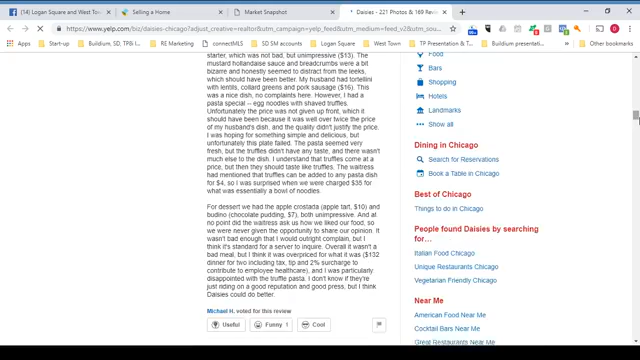 (14) Logan Square and West Town
Selling a Home
Market Snapshot
Daisies - 221 Photos & 169 Revie
https://www.yelp.com/biz/daisies-chicago?adjust_creative=realtor&utm_campaign=yelp_feed&utm_medium=feed_v2&utm_sou...
Apps
Buildium, SD, TP/
RE Marketing
connectMLS
SD SM accounts
Logan Square
West Town
TP Presentation & T
Buildium presentation
Other bookmarks
starter, which was not bad, but unimpressive ($13). The
mustard hollandaise sauce and breadcrumbs were a bit
bizarre and honestly seemed to distract from the leeks,
which should have been better. My husband had tortellini
with lentils, collard greens and pork sausage ($16). This
was a nice dish, no complaints here. However, I had a
pasta special -- egg noodles with shaved truffles.
Unfortunately the price was not given up front, which it
should have been because it was well over twice the price
of my husband's dish, and the quality didn't justify the price.
I was hoping for something simple and delicious, but
unfortunately this plate failed. The pasta seemed very
fresh, but the truffles didn't have any taste, and there wasn't
much else to the dish. I understand that truffles come at a
price, but then they should taste like truffles. The waitress
had mentioned that truffles can be added to any pasta dish
for $4, so I was surprised when we were charged $35 for
what was essentially a bowl of noodles.
For dessert we had the apple crostada (apple tart, $10) and
budino (chocolate pudding, $7), both unimpressive. And at
no point did the waitress ask us how we liked our food, so
we were never given the opportunity to share our opinion.
It wasn't bad enough that I would outright complain, but I
think it's standard for a server to inquire. Overall it wasn't a
bad meal, but I think it was overpriced for what it was ($132
dinner for two including tax, tip and 2% surcharge to
contribute to employee healthcare), and I was particularly
disappointed with the truffle pasta. I don't know if they're
just riding on a good reputation and good press, but I think
Daisies could do better.
Michael H. voted for this review
Useful
Funny 1
Cool
Food
Bars
Shopping
Hotels
Landmarks
Show all
Dining in Chicago
Search for Reservations
Book a Table in Chicago
Best of Chicago
Things to do in Chicago
People found Daisies by searching
for...
Italian Food Chicago
Unique Restaurants Chicago
Vegetarian Friendly Chicago
Near Me
American Food Near Me
Cocktail Bars Near Me
Great Restaurants Near Me